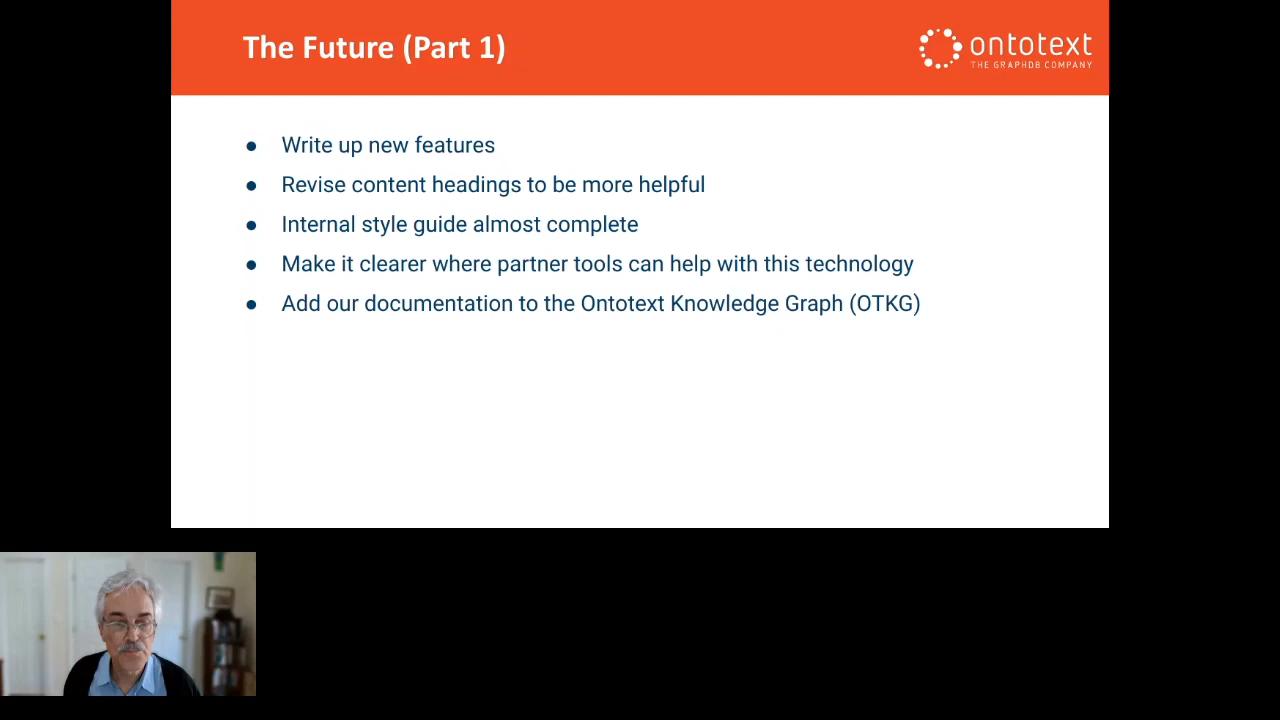 The Future (Part 1)
ontotext
THE GRAPHDB COMPANY
● Write up new features
● Revise content headings to be more helpful
● Internal style guide almost complete
● Make it clearer where partner tools can help with this technology
● Add our documentation to the Ontotext Knowledge Graph (OTKG)